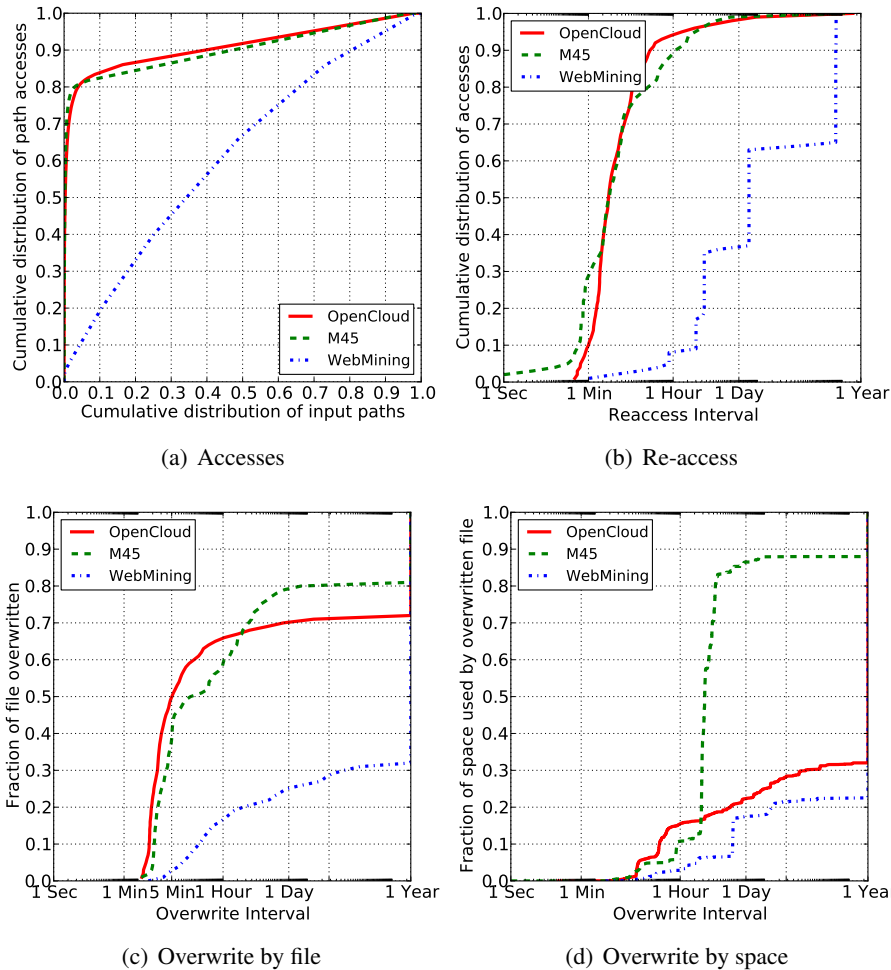 Cumulative distribution of path accesses
1.0
0.9
0.8
0.7
0.6
0.5
0.4
0.3
0.2
0.1
0.0
OpenCloud
M45
WebMining
0.0 0.1 0.2 0.3 0.4 0.5 0.6 0.7 0.8 0.9 1.0
Cumulative distribution of input paths
(a) Accesses
Cumulative distribution of accesses
1.0
0.9
0.8
0.7
0.6
0.5
0.4
0.3
0.2
0.1
0.0
OpenCloud
M45
WebMining
1 Sec 1 Min 1 Hour 1 Day 1 Year
Reaccess Interval
(b) Re-access
Fraction of file overwritten
1.0
0.9
0.8
0.7
0.6
0.5
0.4
0.3
0.2
0.1
0.0
OpenCloud
M45
WebMining
1 Sec 1 Min 5 Min 1 Hour 1 Day 1 Year
Overwrite Interval
(c) Overwrite by file
Fraction of space used by overwritten file
1.0
0.9
0.8
0.7
0.6
0.5
0.4
0.3
0.2
0.1
0.0
OpenCloud
M45
WebMining
1 Sec 1 Min 1 Hour 1 Day 1 Year
Overwrite Interval
(d) Overwrite by space